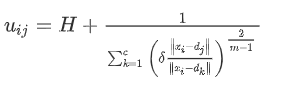 $u_{ij} = H + \frac{1}{\sum_{k=1}^{c} \left( \delta \frac{\|x_i - d_j\|}{\|x_i - d_k\|} \right)^{\frac{2}{m-1}}}$